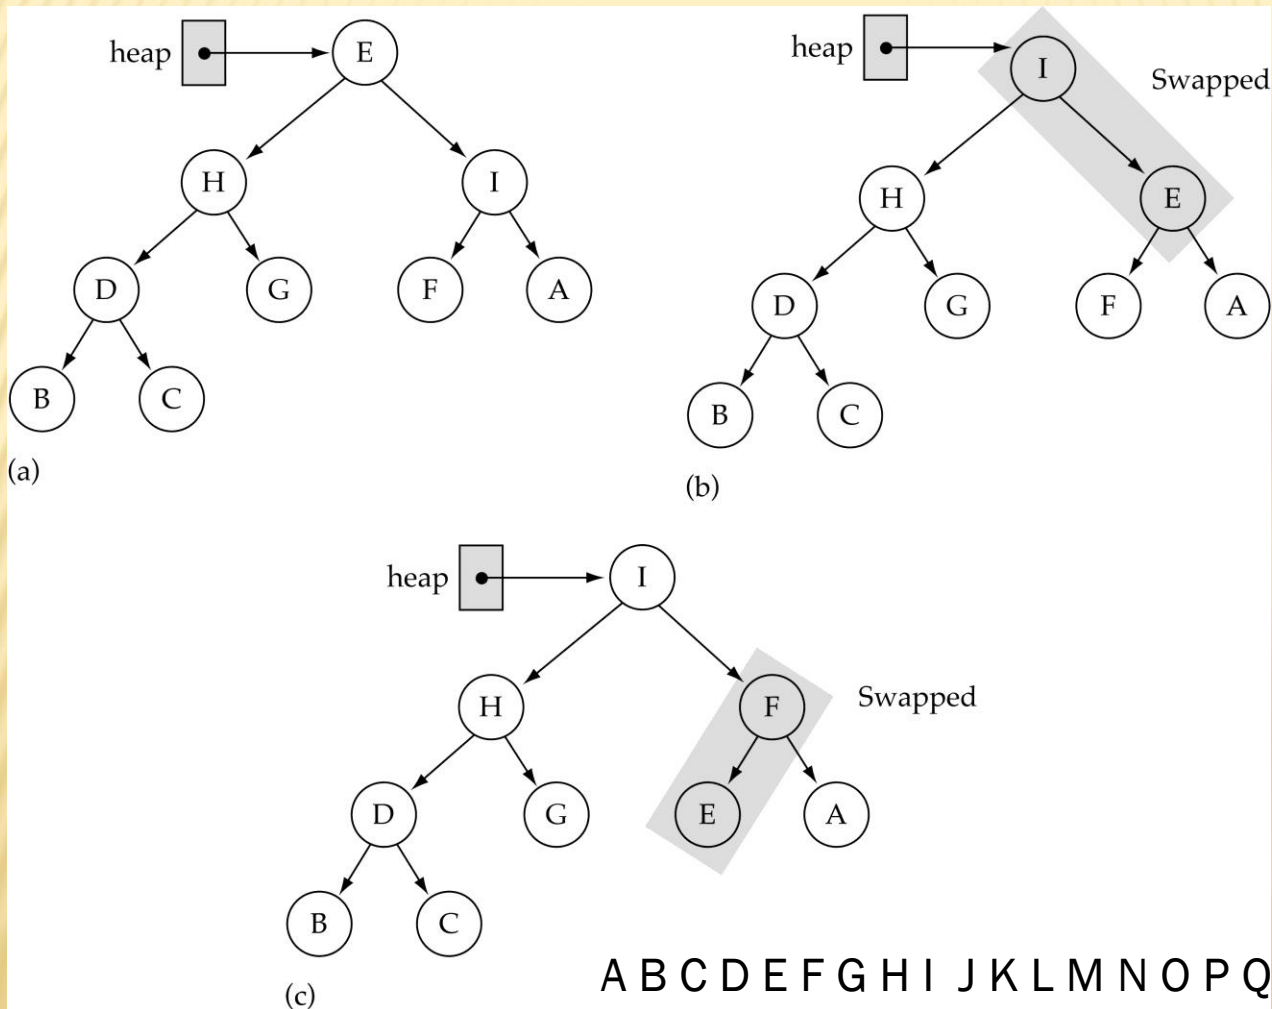 heap E
H I
D G F A
B C
(a)
heap I Swapped
H E
D G F A
B C
(b)
heap I
H F Swapped
D G E A
B C
(c)
A B C D E F G H I J K L M N O P Q